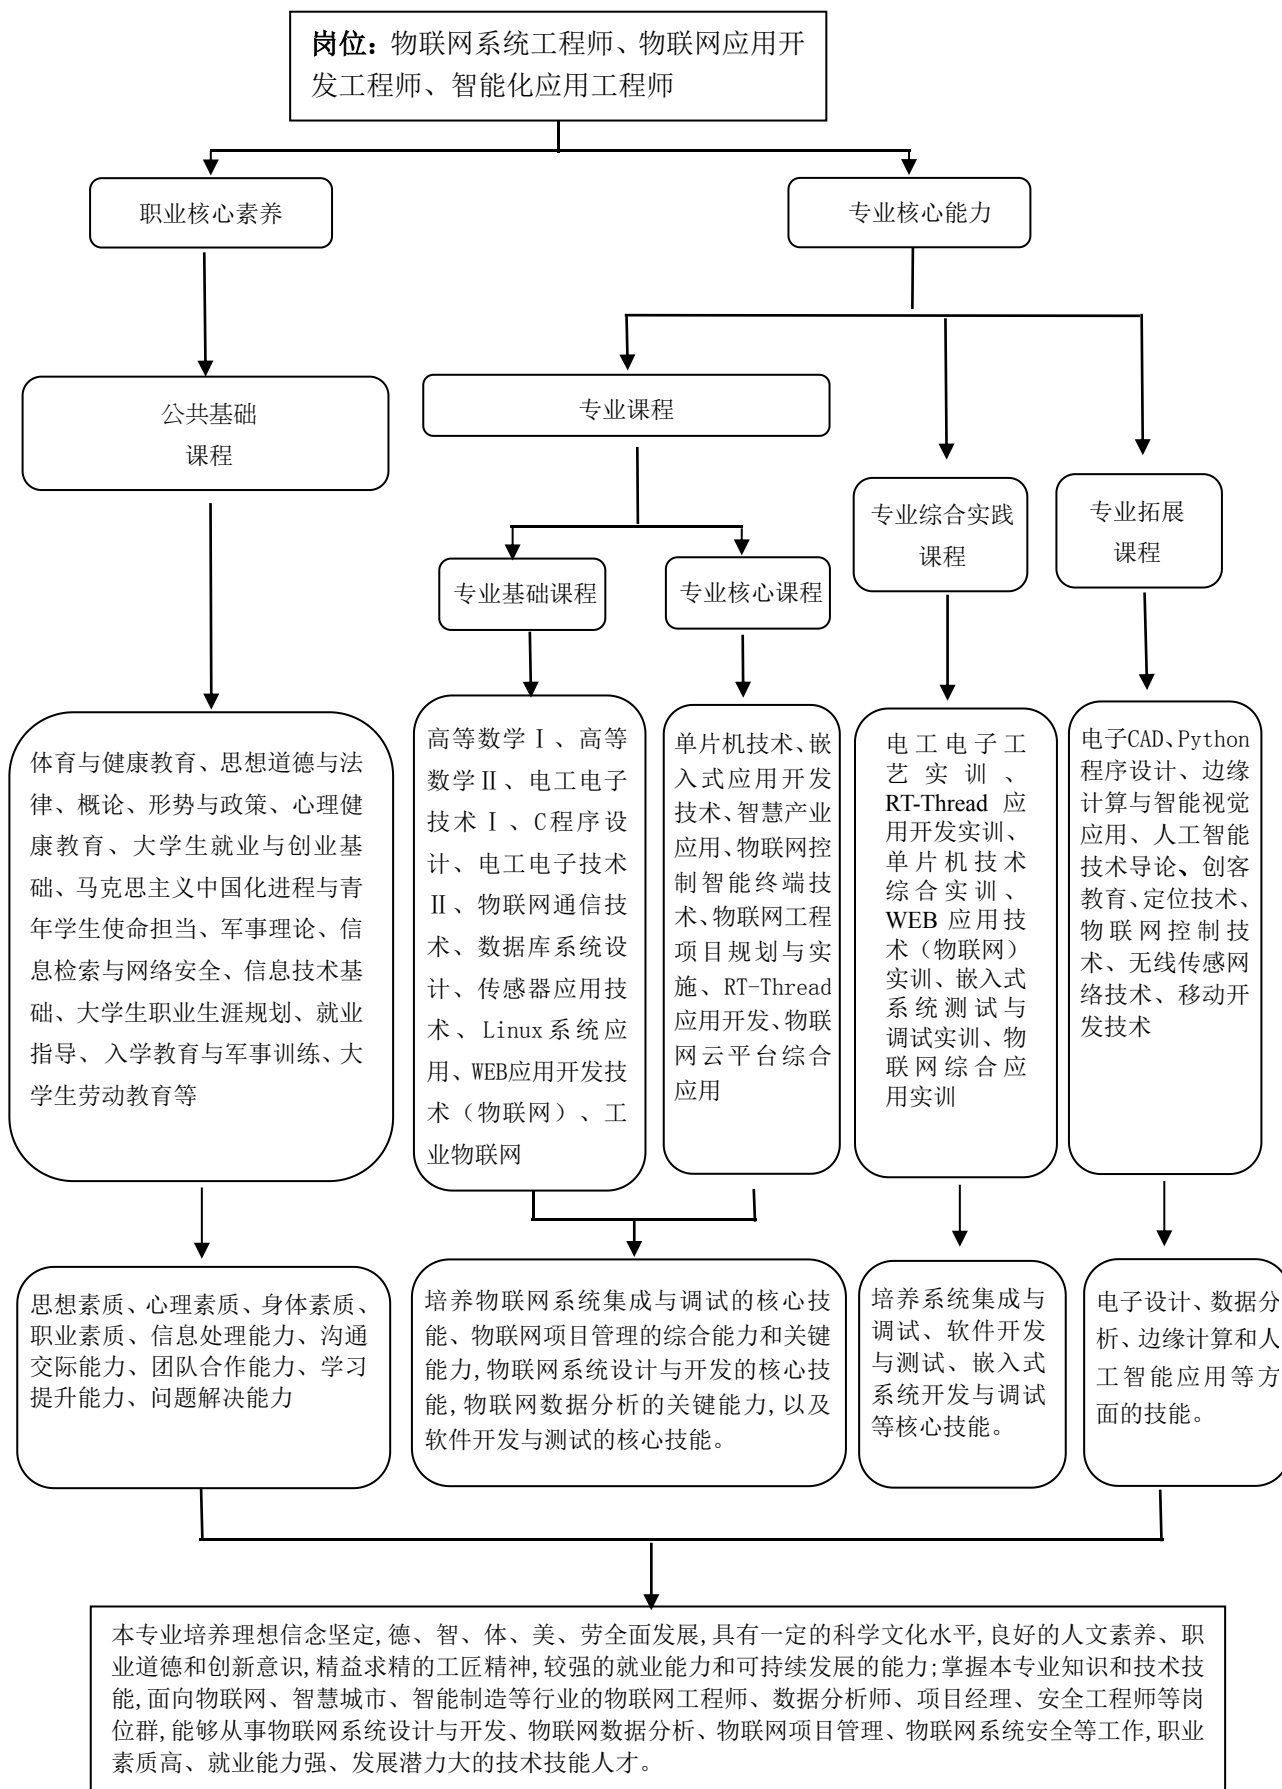 岗位：物联网系统工程师、物联网应用开
发工程师、智能化应用工程师
职业核心素养
专业核心能力
公共基础
课程
专业课程
专业综合实践
课程
专业拓展
课程
专业基础课程
专业核心课程
体育与健康教育、思想道德与法
律、概论、形势与政策、心理健
康教育、大学生就业与创业基
础、马克思主义中国化进程与青
年学生使命担当、军事理论、信
息检索与网络安全、信息技术基
础、大学生职业生涯规划、就业
指导、入学教育与军事训练、大
学生劳动教育等
高等数学Ⅰ、高等
数学Ⅱ、电工电子
技术Ⅰ、C程序设
计、电工电子技术
Ⅱ、物联网通信技
术、数据库系统设
计、传感器应用技
术、Linux系统应
用、WEB应用开发技
术（物联网）、工
业物联网
单片机技术、嵌
入式应用开发
技术、智慧产业
应用、物联网控
制智能终端技
术、物联网工程
项目规划与实
施、RT-Thread
应用开发、物联
网云平台综合
应用
电工电子工
艺实训、
RT-Thread 应
用开发实训、
单片机技术
综合实训、
WEB 应用技
术（物联网）
实训、嵌入式
系统测试与
调试实训、物
联网综合应
用实训
电子CAD、Python
程序设计、边缘
计算与智能视觉
应用、人工智能
技术导论、创客
教育、定位技术、
物联网控制技
术、无线传感网
络技术、移动开
发技术
思想素质、心理素质、身体素质、
职业素质、信息处理能力、沟通
交际能力、团队合作能力、学习
提升能力、问题解决能力
培养物联网系统集成与调试的核心技
能、物联网项目管理的综合能力和关键
能力,物联网系统设计与开发的核心技
能,物联网数据分析的关键能力,以及
软件开发与测试的核心技能。
培养系统集成与
调试、软件开发
与测试、嵌入式
系统开发与调试
等核心技能。
电子设计、数据分
析、边缘计算和人
工智能应用等方
面的技能。
本专业培养理想信念坚定,德、智、体、美、劳全面发展,具有一定的科学文化水平,良好的人文素养、职
业道德和创新意识,精益求精的工匠精神,较强的就业能力和可持续发展的能力;掌握本专业知识和技术技
能,面向物联网、智慧城市、智能制造等行业的物联网工程师、数据分析师、项目经理、安全工程师等岗
位群,能够从事物联网系统设计与开发、物联网数据分析、物联网项目管理、物联网系统安全等工作,职业
素质高、就业能力强、发展潜力大的技术技能人才。